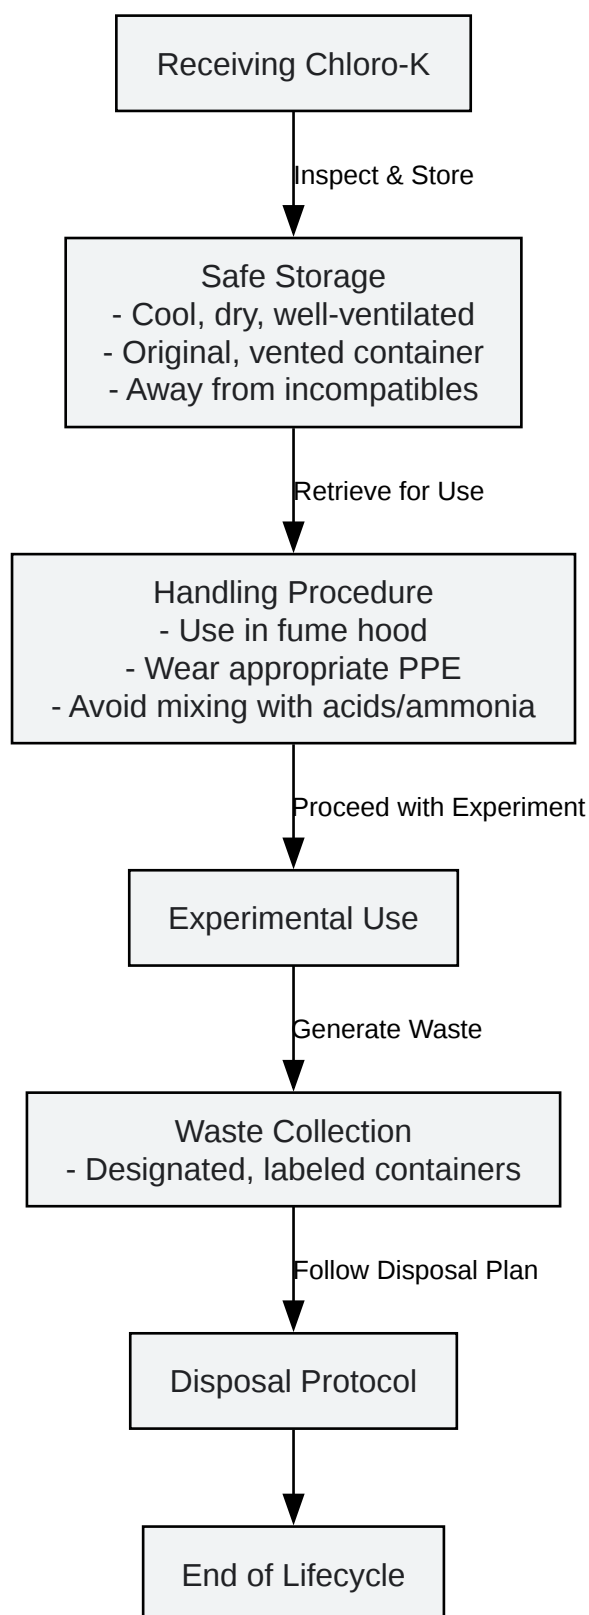 Receiving Chloro-K
Inspect & Store
Safe Storage
- Cool, dry, well-ventilated
- Original, vented container
- Away from incompatibles
Retrieve for Use
Handling Procedure
- Use in fume hood
- Wear appropriate PPE
- Avoid mixing with acids/ammonia
Proceed with Experiment
Experimental Use
Generate Waste
Waste Collection
- Designated, labeled containers
Follow Disposal Plan
Disposal Protocol
End of Lifecycle